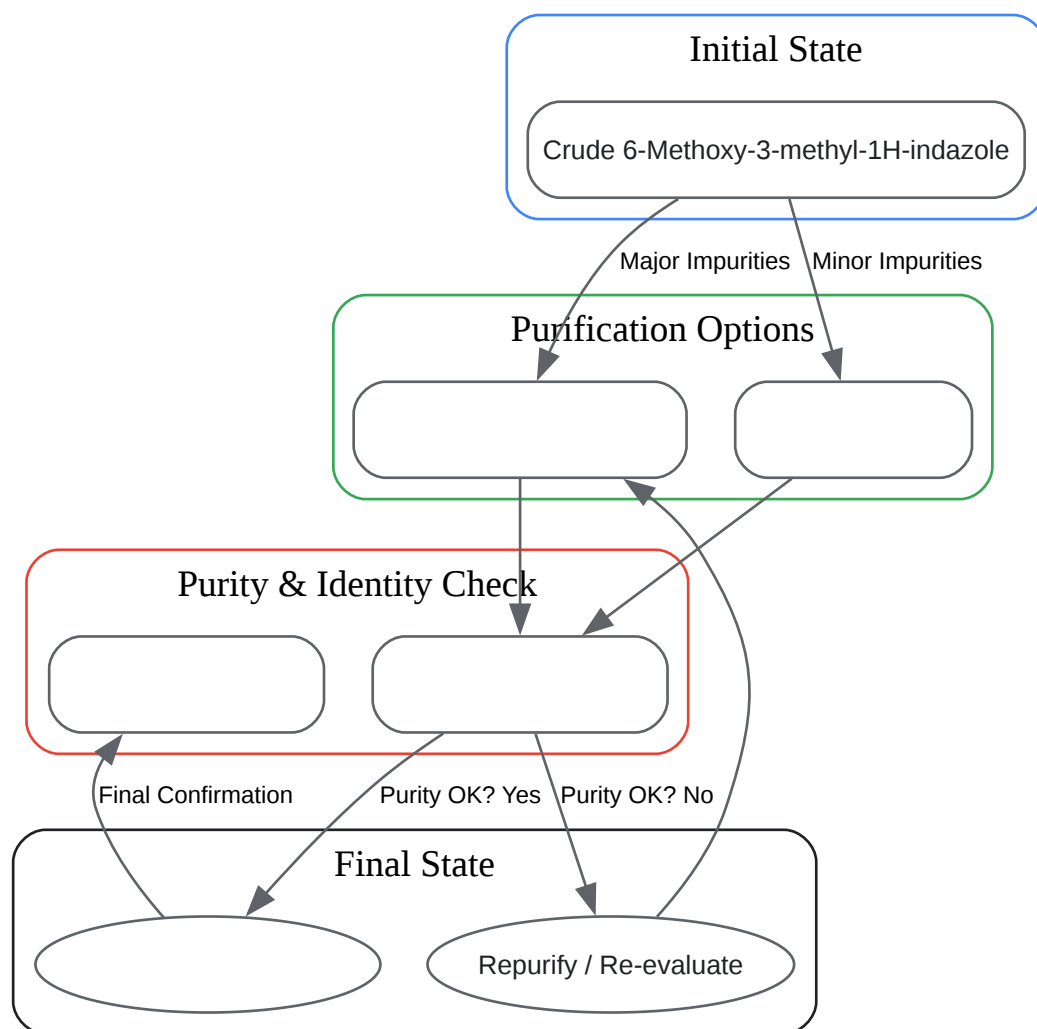 Initial State
Crude 6-Methoxy-3-methyl-1H-indazole
Major Impurities
Minor Impurities
Purification Options
Purity & Identity Check
Final Confirmation
Purity OK? Yes
Purity OK? No
Final State
Repurify / Re-evaluate